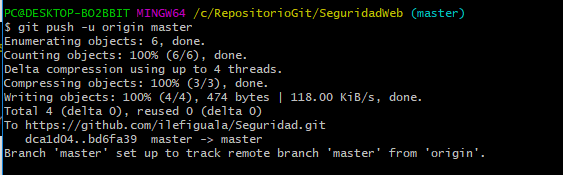 PC@DESKTOP-BO2BBIT MINGW64 /c/RepositorioGit/SeguridadWeb (master)
$ git push -u origin master
Enumerating objects: 6, done.
Counting objects: 100% (6/6), done.
Delta compression using up to 4 threads.
Compressing objects: 100% (3/3), done.
Writing objects: 100% (4/4), 474 bytes | 118.00 KiB/s, done.
Total 4 (delta 0), reused 0 (delta 0)
To https://github.com/ilefiguala/Seguridad.git
   dca1d04..bd6fa39  master -> master
Branch 'master' set up to track remote branch 'master' from 'origin'.